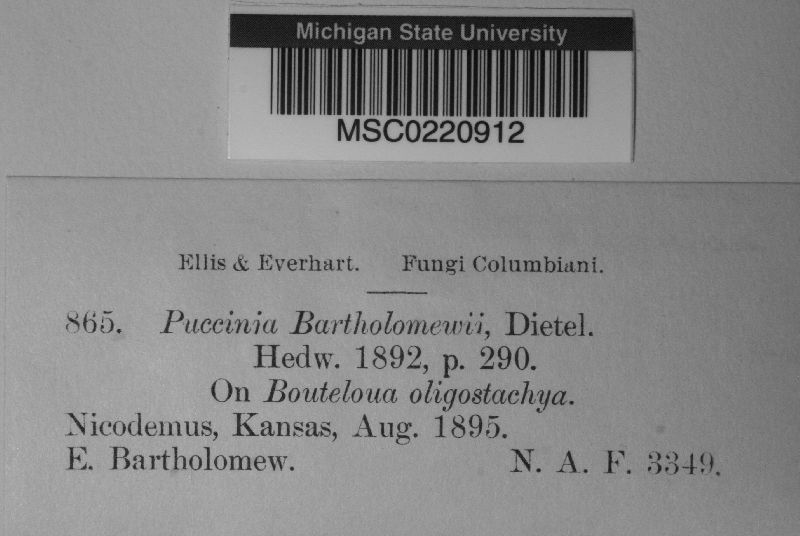 Michigan State University
MSC0220912
Ellis & Everhart. Fungi Columbiani.
865. Puccinia Bartholomewii, Dietel.
Hedw. 1892, p. 290.
On Bouteloua oligostachya.
Nicodemus, Kansas, Aug. 1895.
E. Bartholomew. N. A. F. 3349.